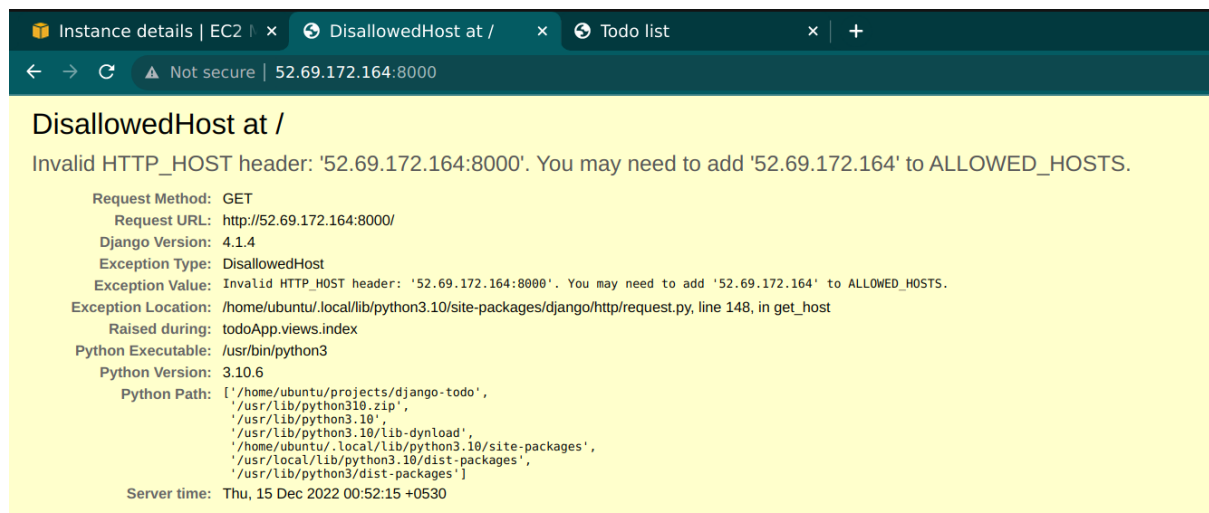 Instance details | EC2 M
DisallowedHost at /
Todo list
Not secure | 52.69.172.164:8000
DisallowedHost at /
Invalid HTTP_HOST header: '52.69.172.164:8000'. You may need to add '52.69.172.164' to ALLOWED_HOSTS.
Request Method: GET
Request URL: http://52.69.172.164:8000/
Django Version: 4.1.4
Exception Type: DisallowedHost
Exception Value: Invalid HTTP_HOST header: '52.69.172.164:8000'. You may need to add '52.69.172.164' to ALLOWED_HOSTS.
Exception Location: /home/ubuntu/.local/lib/python3.10/site-packages/django/http/request.py, line 148, in get_host
Raised during: todoApp.views.index
Python Executable: /usr/bin/python3
Python Version: 3.10.6
Python Path: ['/home/ubuntu/projects/django-todo',
'/usr/lib/python310.zip',
'/usr/lib/python3.10',
'/usr/lib/python3.10/lib-dynload',
'/home/ubuntu/.local/lib/python3.10/site-packages',
'/usr/local/lib/python3.10/dist-packages',
'/usr/lib/python3/dist-packages']
Server time: Thu, 15 Dec 2022 00:52:15 +0530